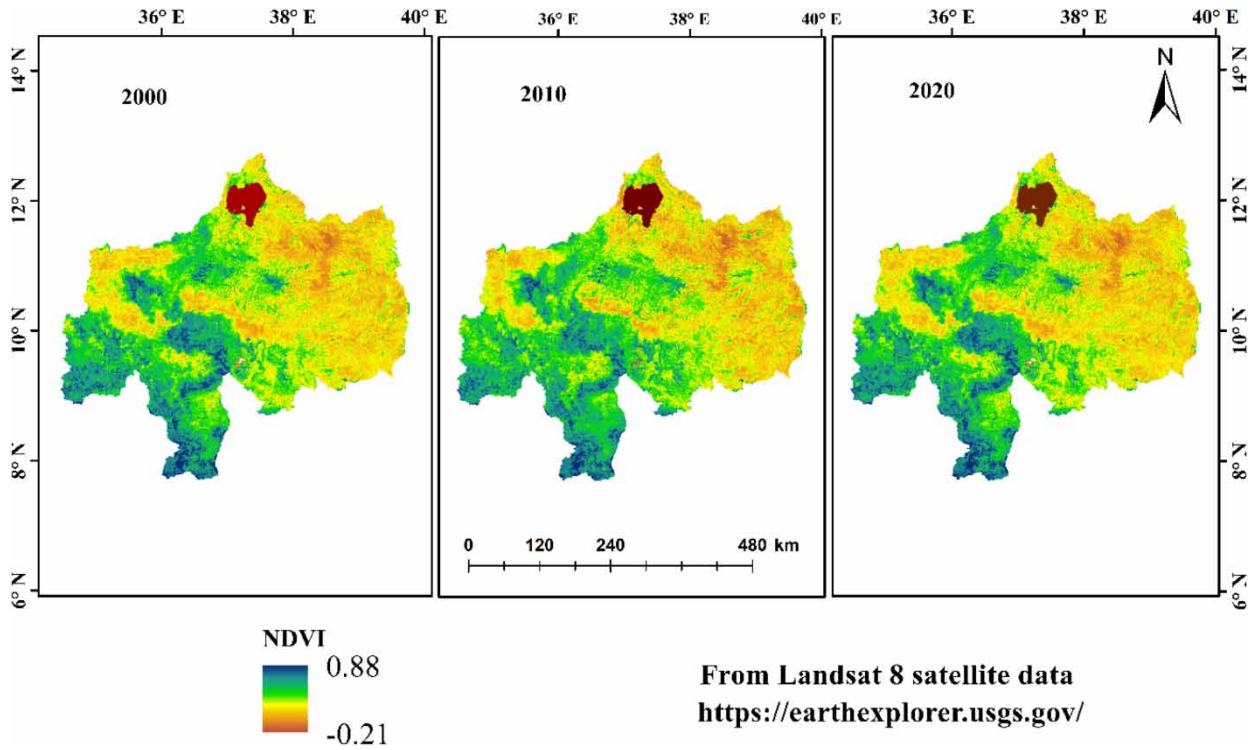 36° E 38° E 40° E 36° E 38° E 40° E 36° E 38° E 40° E
14° N 14° N
N
2000 2010 2020
12° N 12° N
10° N 10° N
8° N 8° N
0 120 240 480 km
6° N 6° N
NDVI
0.88
-0.21
From Landsat 8 satellite data
https://earthexplorer.usgs.gov/